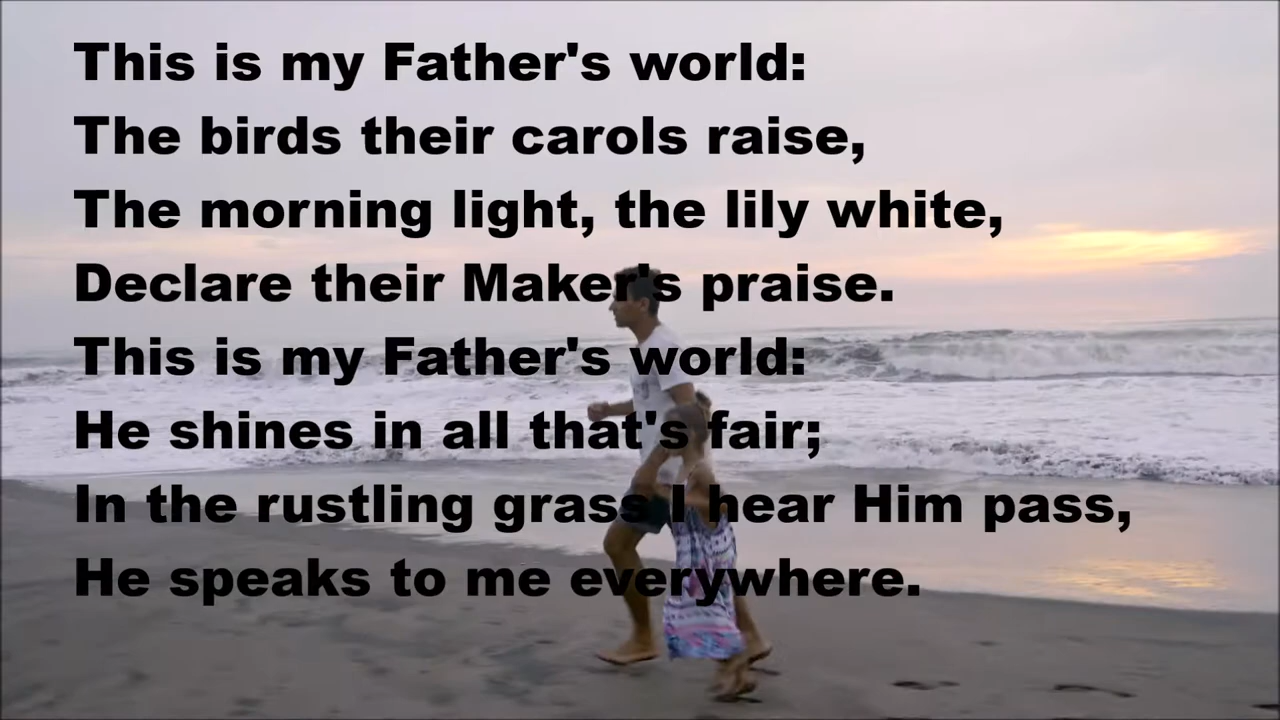 This is my Father's world:
The birds their carols raise,
The morning light, the lily white,
Declare their Maker's praise.
This is my Father's world:
He shines in all that's fair;
In the rustling grass I hear Him pass,
He speaks to me everywhere.